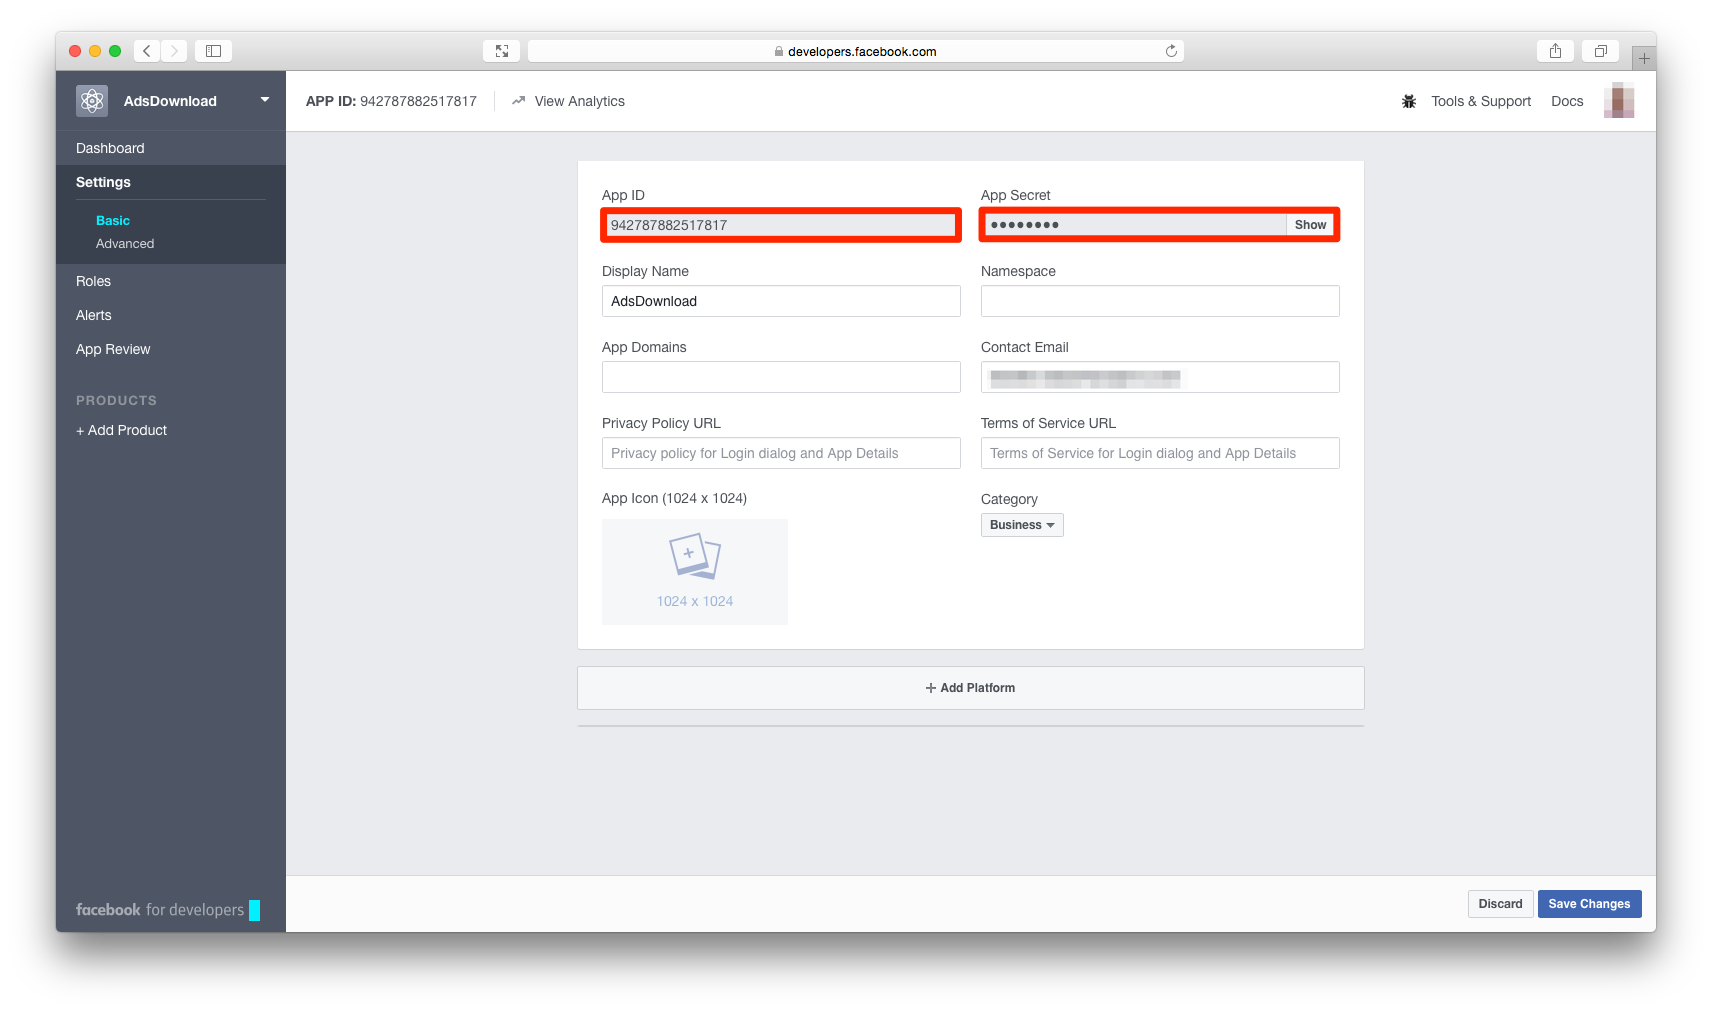 developers.facebook.com
AdsDownload
APP ID: 942787882517817
View Analytics
Tools & Support
Docs
Dashboard
Settings
Basic
Advanced
Roles
Alerts
App Review
PRODUCTS
+ Add Product
facebook for developers
App ID
942787882517817
App Secret
●●●●●●●●
Show
Display Name
AdsDownload
Namespace
App Domains
Contact Email
Privacy Policy URL
Privacy policy for Login dialog and App Details
Terms of Service URL
Terms of Service for Login dialog and App Details
App Icon (1024 x 1024)
1024 x 1024
Category
Business
+ Add Platform
Discard
Save Changes